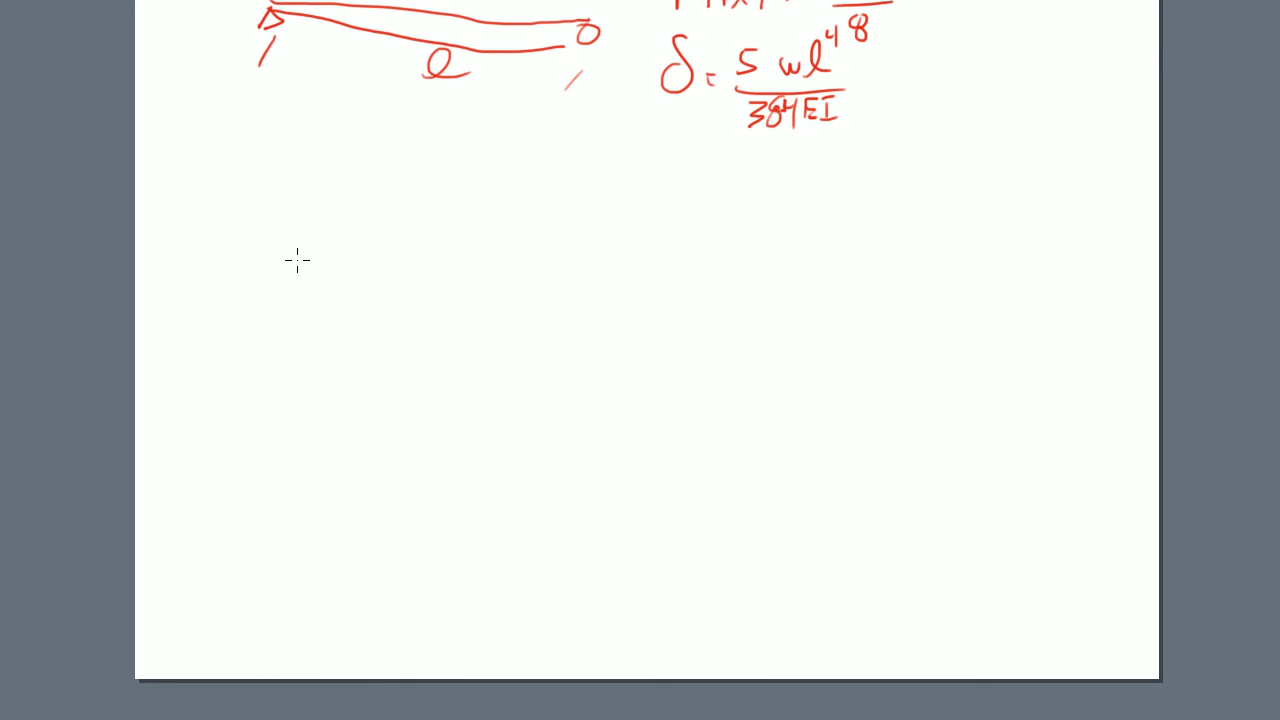 8
δ = 5 wl⁴
384EI
l